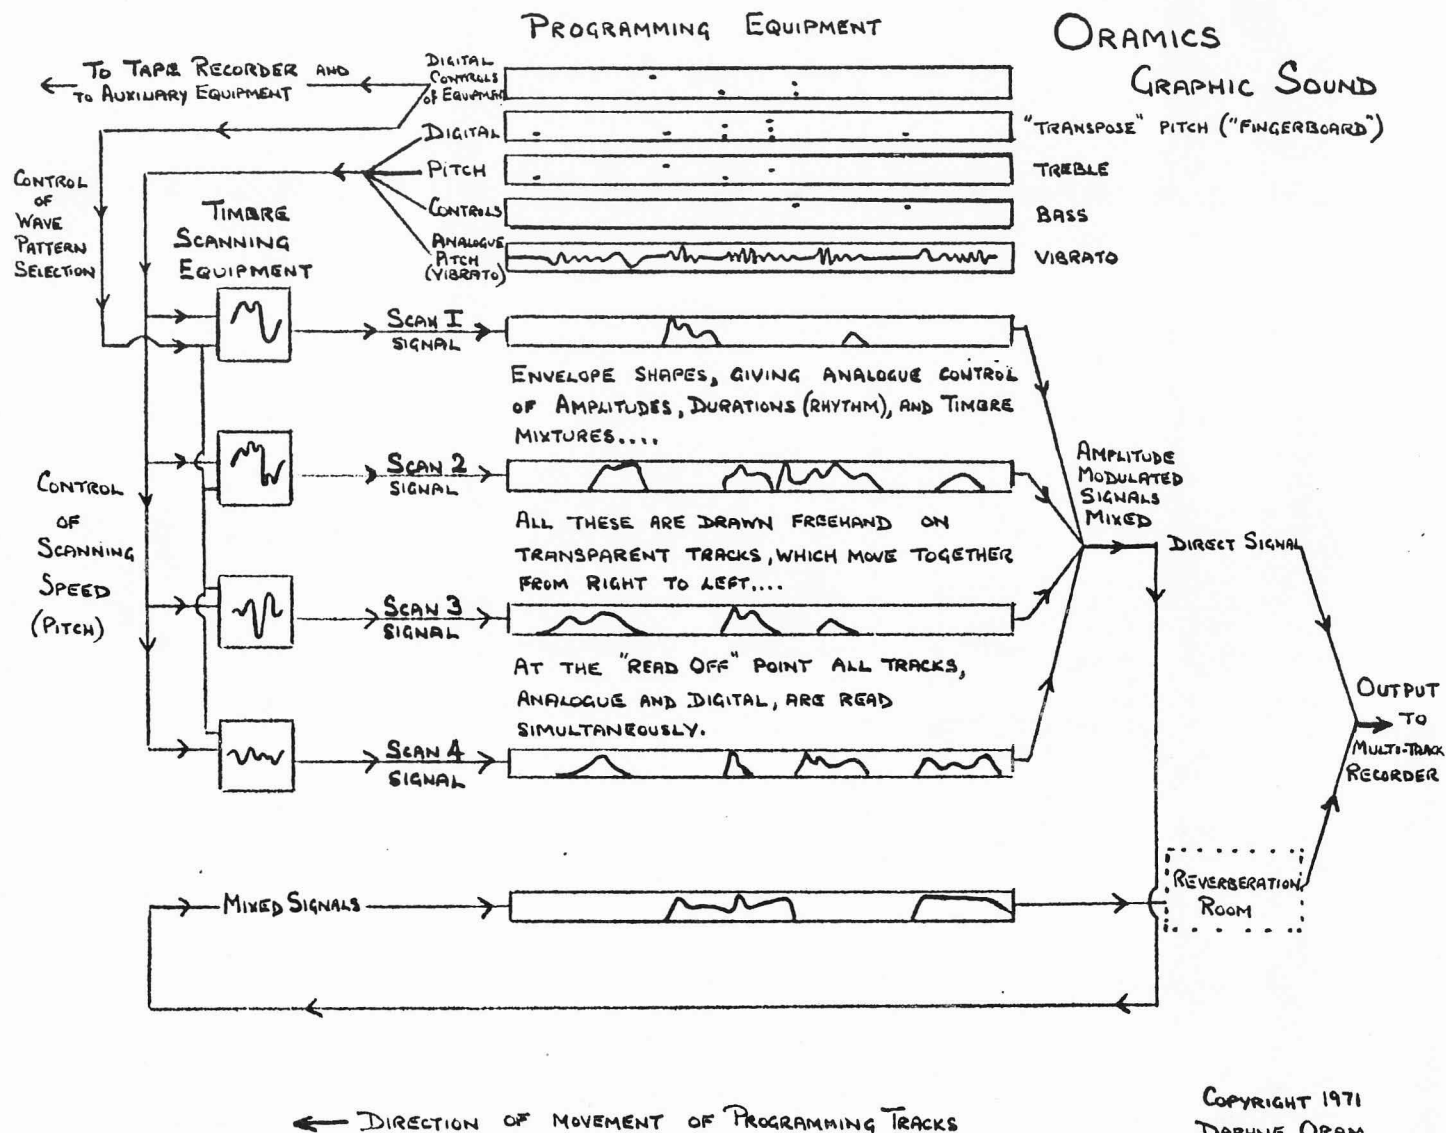 PROGRAMMING EQUIPMENT
ORAMICS
GRAPHIC SOUND
TO TAPE RECORDER AND
TO AUXILIARY EQUIPMENT
DIGITAL
CONTROLS
OF EQUIPMENT
DIGITAL
PITCH
CONTROLS
ANALOGUE
PITCH
(VIBRATO)
"TRANSPOSE" PITCH ("FINGERBOARD")
TREBLE
BASS
VIBRATO
CONTROL
OF
WAVE
PATTERN
SELECTION
TIMBRE
SCANNING
EQUIPMENT
SCAN I
SIGNAL
ENVELOPE SHAPES, GIVING ANALOGUE CONTROL
OF AMPLITUDES, DURATIONS (RHYTHM), AND TIMBRE
MIXTURES....
SCAN 2
SIGNAL
ALL THESE ARE DRAWN FREEHAND ON
TRANSPARENT TRACKS, WHICH MOVE TOGETHER
FROM RIGHT TO LEFT....
SCAN 3
SIGNAL
AT THE "READ OFF" POINT ALL TRACKS,
ANALOGUE AND DIGITAL, ARE READ
SIMULTANEOUSLY.
SCAN 4
SIGNAL
CONTROL
OF
SCANNING
SPEED
(PITCH)
AMPLITUDE
MODULATED
SIGNALS
MIXED
DIRECT SIGNAL
OUTPUT
TO
MULTI-TRACK
RECORDER
MIXED SIGNALS
REVERBERATION
ROOM
DIRECTION OF MOVEMENT OF PROGRAMMING TRACKS
COPYRIGHT 1971
DAPHNE ORAM